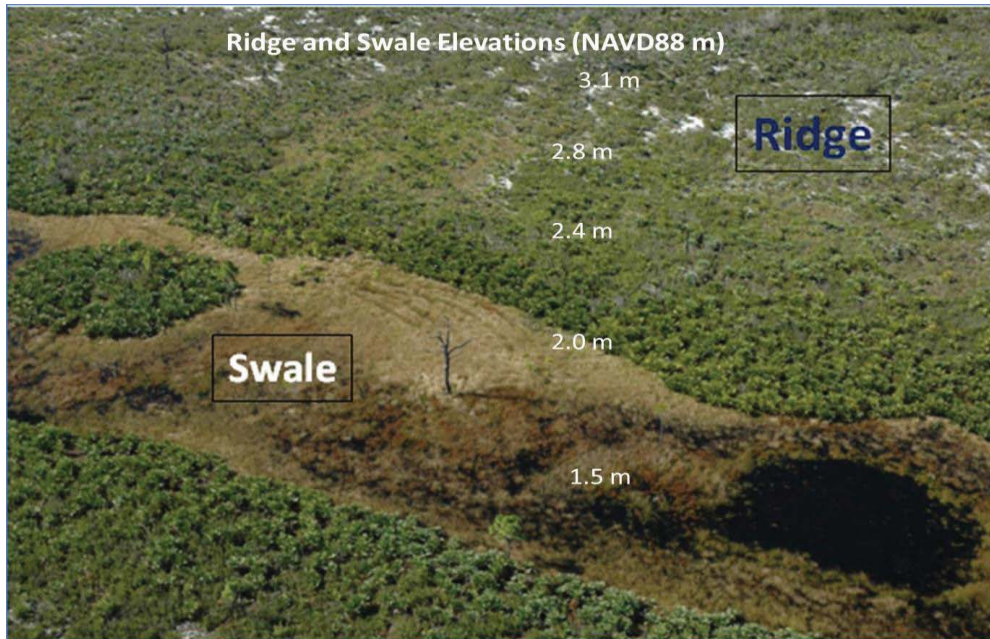 Ridge and Swale Elevations (NAVD88 m)
3.1 m
Ridge
2.8 m
2.4 m
2.0 m
Swale
1.5 m